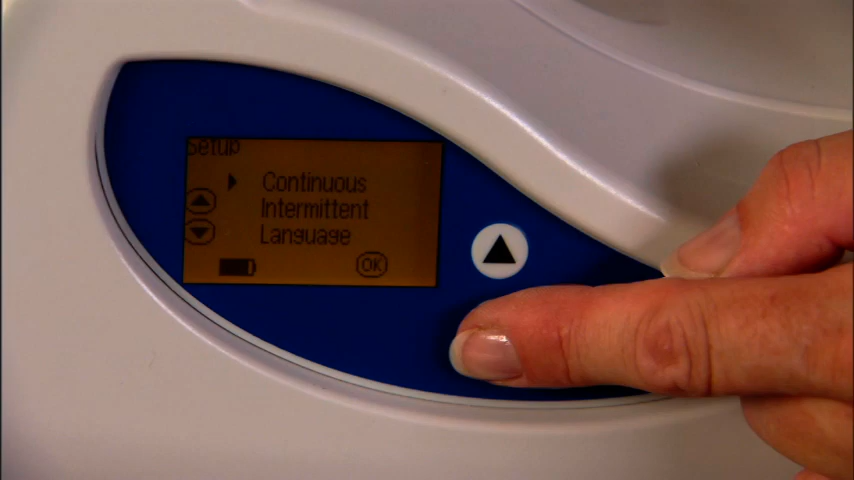 Setup
Continuous
Intermittent
Language
OK